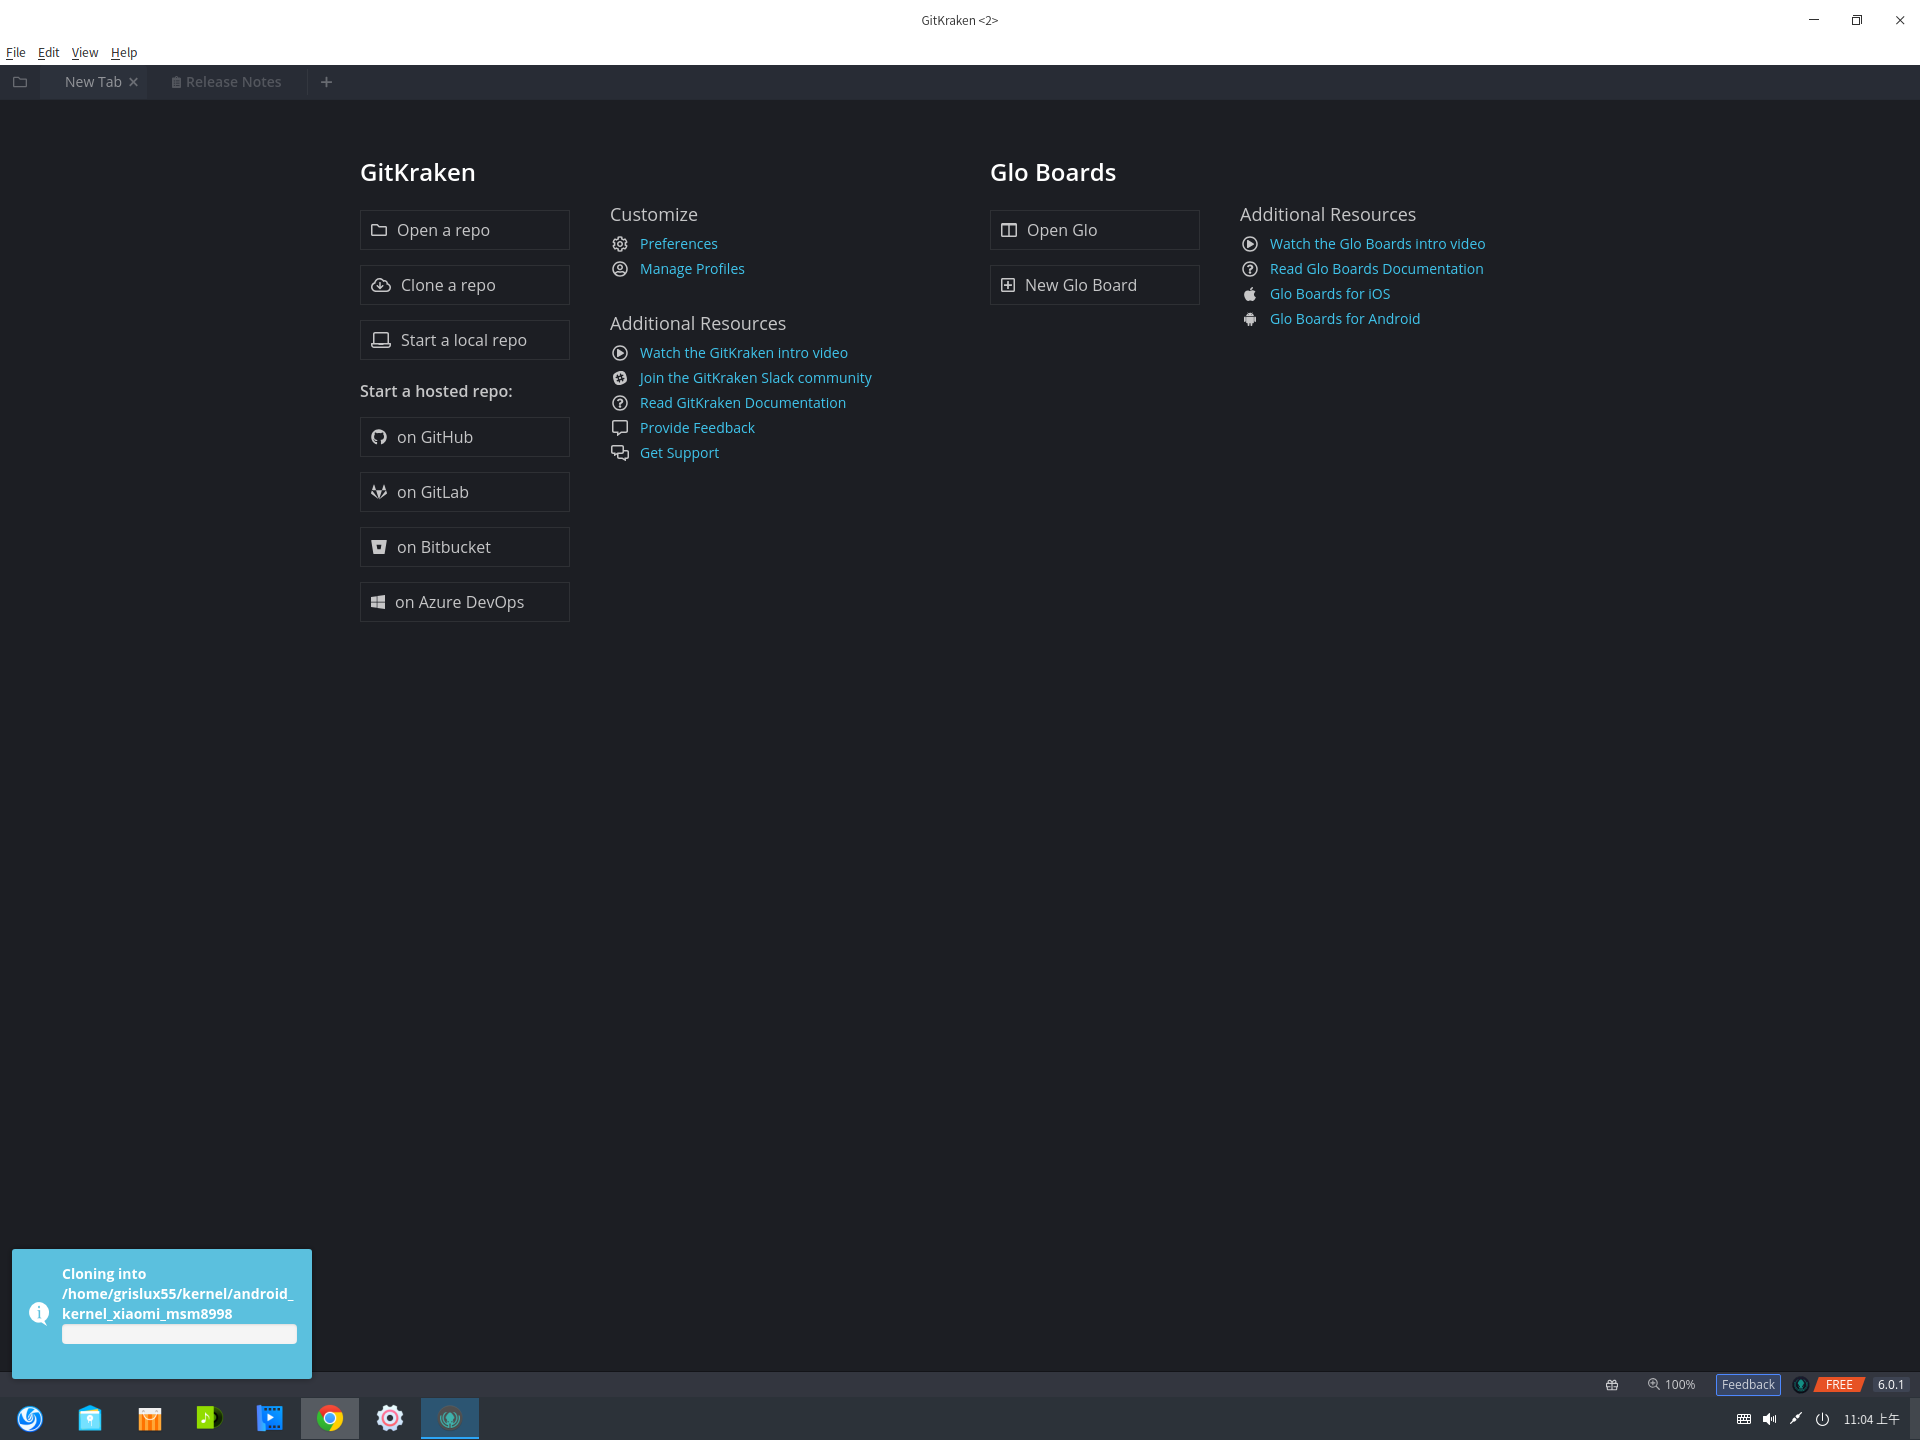 GitKraken <2>
File Edit View Help
New Tab Release Notes
GitKraken
Open a repo
Clone a repo
Start a local repo
Start a hosted repo:
on GitHub
on GitLab
on Bitbucket
on Azure DevOps
Customize
Preferences
Manage Profiles
Additional Resources
Watch the GitKraken intro video
Join the GitKraken Slack community
Read GitKraken Documentation
Provide Feedback
Get Support
Glo Boards
Open Glo
New Glo Board
Additional Resources
Watch the Glo Boards intro video
Read Glo Boards Documentation
Glo Boards for iOS
Glo Boards for Android
Cloning into
/home/grislux55/kernel/android_
kernel_xiaomi_msm8998
100% Feedback FREE 6.0.1
11:04 上午